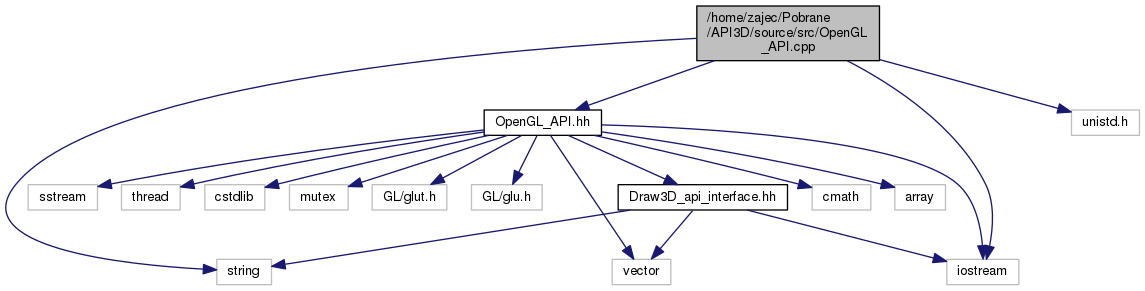 /home/zajec/Pobrane
/API3D/source/src/OpenGL
_API.cpp
OpenGL_API.hh
unistd.h
sstream
thread
cstdlib
mutex
GL/glut.h
GL/glu.h
Draw3D_api_interface.hh
cmath
array
string
vector
iostream